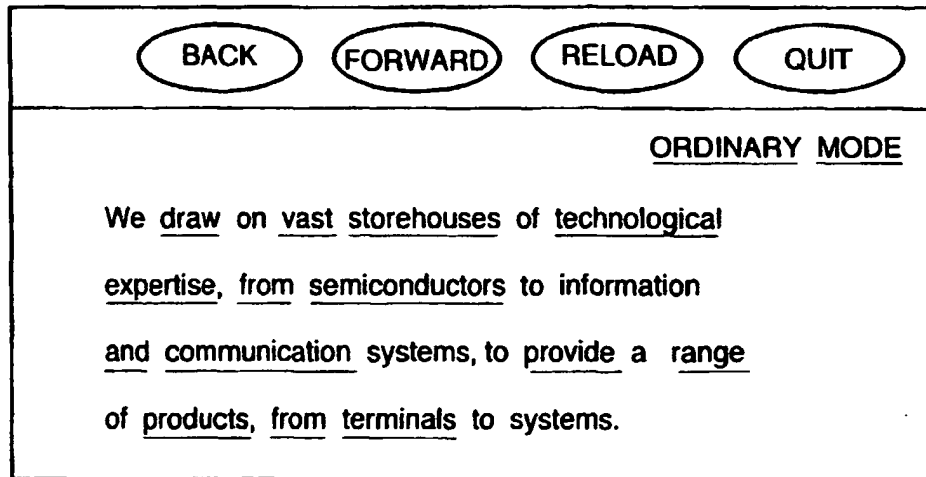 BACK FORWARD RELOAD QUIT
ORDINARY MODE
We draw on vast storehouses of technological
expertise, from semiconductors to information
and communication systems, to provide a range
of products, from terminals to systems.